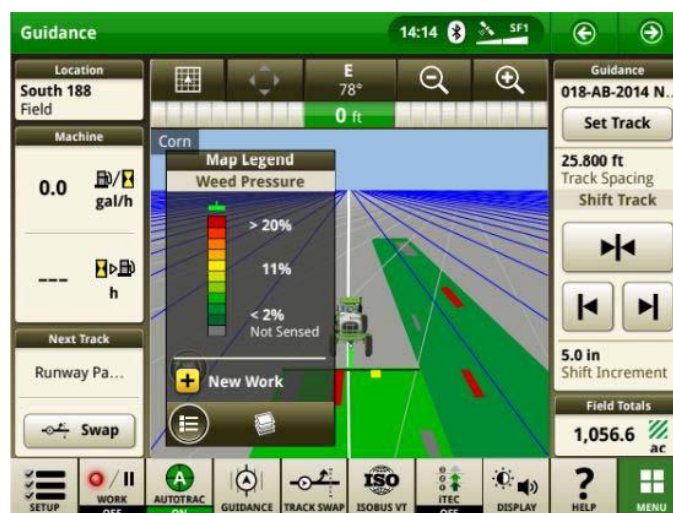 Guidance
14:14
SF1
Location
South 188
Field
Machine
0.0 gal/h
--- h
Next Track
Runway Pa...
Swap
E
78°
0 ft
Corn
Map Legend
Weed Pressure
> 20%
11%
< 2%
Not Sensed
New Work
Guidance
018-AB-2014 N...
Set Track
25.800 ft
Track Spacing
Shift Track
5.0 in
Shift Increment
Field Totals
1,056.6 ac
SETUP
WORK
OFF
AUTOTRAC
ON
GUIDANCE
TRACK SWAP
ISO
ISOBUS VT
iTEC
OFF
DISPLAY
?
HELP
MENU